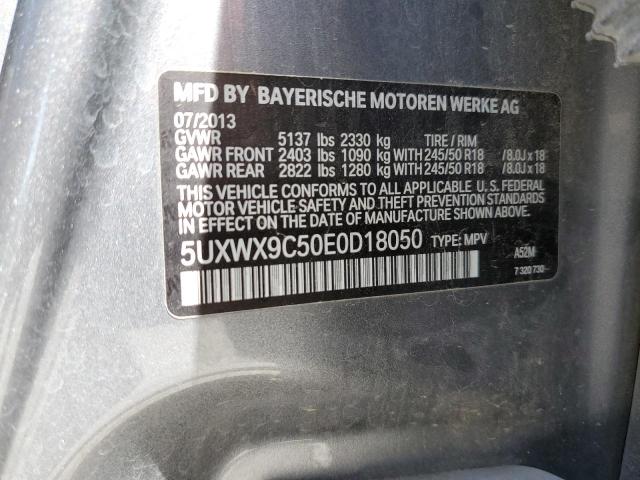 MFD BY BAYERISCHE MOTOREN WERKE AG
07/2013
GVWR 5137 lbs 2330 kg TIRE / RIM
GAWR FRONT 2403 lbs 1090 kg WITH 245/50 R18 /8.0J x 18
GAWR REAR 2822 lbs 1280 kg WITH 245/50 R18 /8.0J x 18
THIS VEHICLE CONFORMS TO ALL APPLICABLE U. S. FEDERAL
MOTOR VEHICLE SAFETY AND THEFT PREVENTION STANDARDS
IN EFFECT ON THE DATE OF MANUFACTURE SHOWN ABOVE.
5UXWX9C50E0D18050 TYPE: MPV A52M
7 320 730